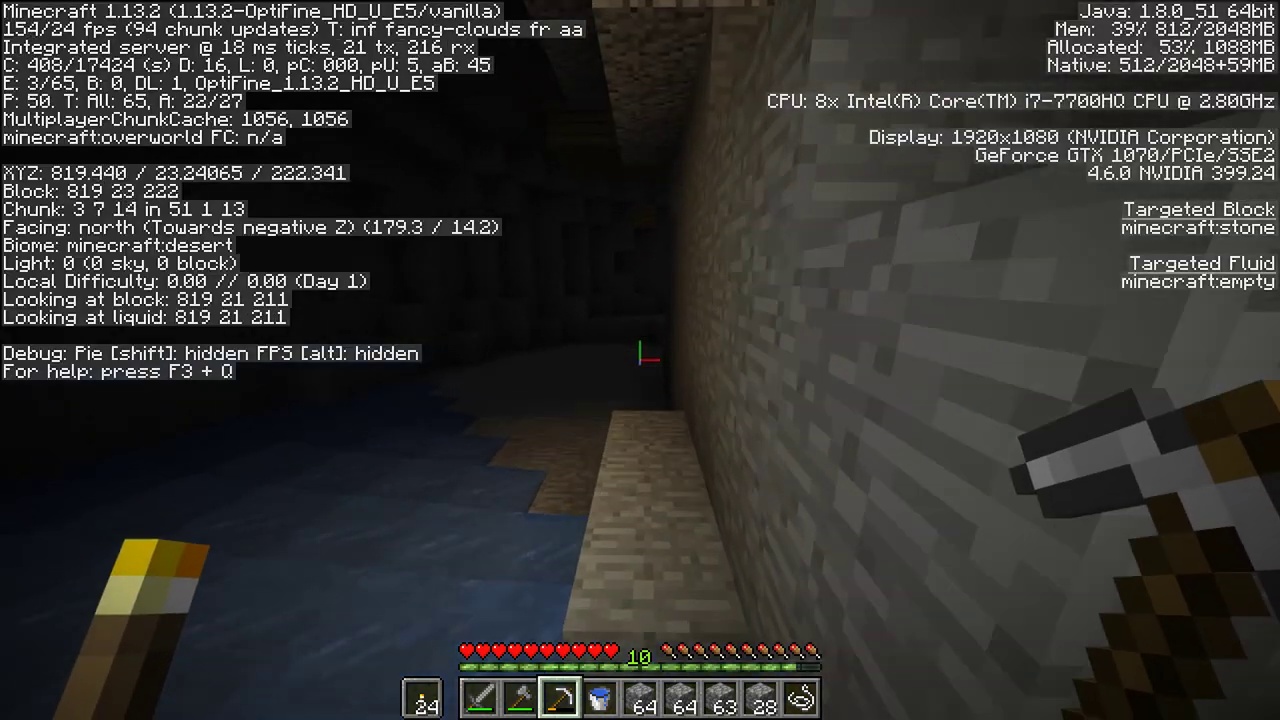 Minecraft 1.13.2 (1.13.2-OptiFine_HD_U_E5/vanilla)
154/24 fps (94 chunk updates) T: inf fancy-clouds fr aa
Integrated server @ 18 ms ticks, 21 tx, 216 rx
C: 408/17424 (s) D: 16, L: 0, pC: 000, pU: 5, aB: 45
E: 3/65, B: 0, DL: 1, OptiFine_1.13.2_HD_U_E5
P: 50. T: All: 65, A: 22/27
MultiplayerChunkCache: 1056, 1056
minecraft:overworld FC: n/a
XYZ: 819.440 / 23.24065 / 222.341
Block: 819 23 222
Chunk: 3 7 14 in 51 1 13
Facing: north (Towards negative Z) (179.3 / 14.2)
Biome: minecraft:desert
Light: 0 (0 sky, 0 block)
Local Difficulty: 0.00 // 0.00 (Day 1)
Looking at block: 819 21 211
Looking at liquid: 819 21 211
Debug: Pie [shift]: hidden FPS [alt]: hidden
For help: press F3 + Q
Java: 1.8.0_51 64bit
Mem: 39% 812/2048MB
Allocated: 53% 1088MB
Native: 512/2048+59MB
CPU: 8x Intel(R) Core(TM) i7-7700HQ CPU @ 2.80GHz
Display: 1920x1080 (NVIDIA Corporation)
GeForce GTX 1070/PCIe/SSE2
4.6.0 NVIDIA 399.24
Targeted Block
minecraft:stone
Targeted Fluid
minecraft:empty
10
24 64 64 63 28